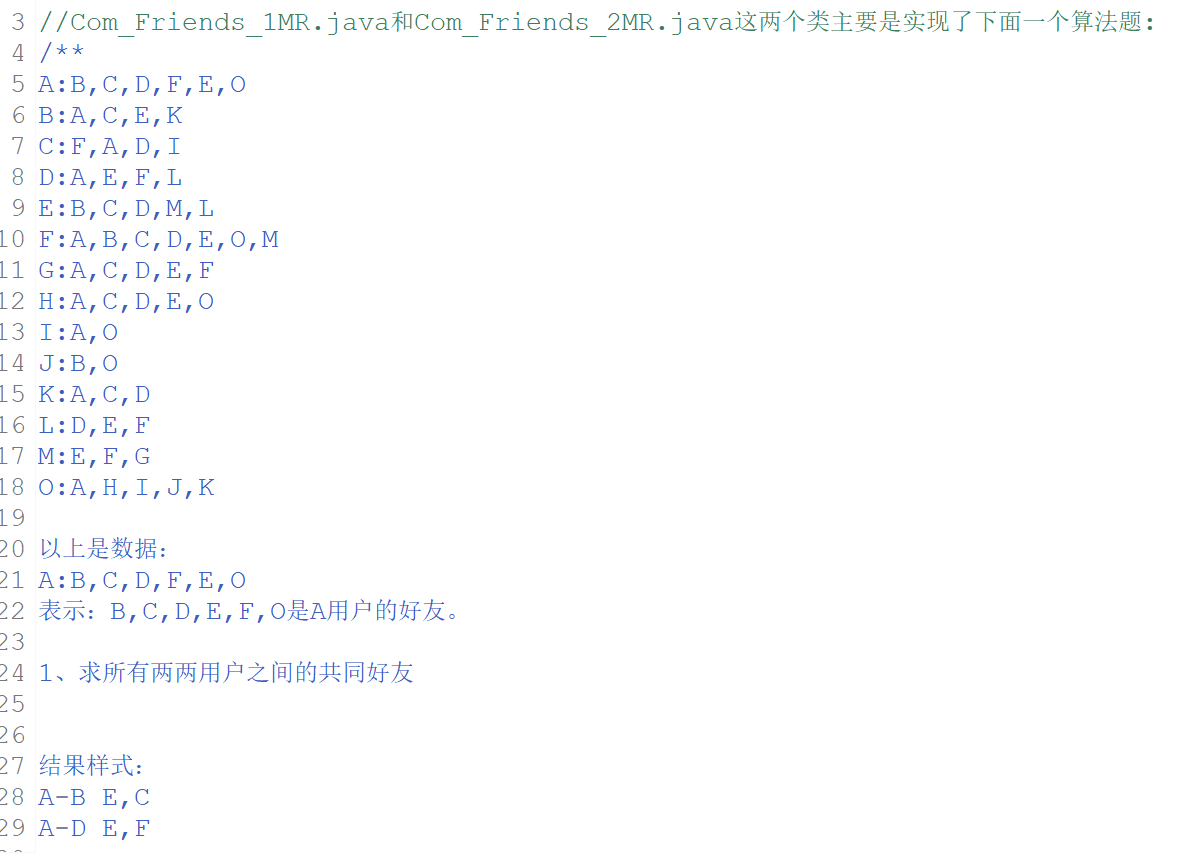 3 //Com_Friends_1MR.java和Com_Friends_2MR.java这两个类主要是实现了下面一个算法题:
4 /**
5 A:B,C,D,F,E,O
6 B:A,C,E,K
7 C:F,A,D,I
8 D:A,E,F,L
9 E:B,C,D,M,L
10 F:A,B,C,D,E,O,M
11 G:A,C,D,E,F
12 H:A,C,D,E,O
13 I:A,O
14 J:B,O
15 K:A,C,D
16 L:D,E,F
17 M:E,F,G
18 O:A,H,I,J,K
19
20 以上是数据:
21 A:B,C,D,F,E,O
22 表示: B,C,D,E,F,O是A用户的好友。
23
24 1、求所有两两用户之间的共同好友
25
26
27 结果样式:
28 A-B E,C
29 A-D E,F